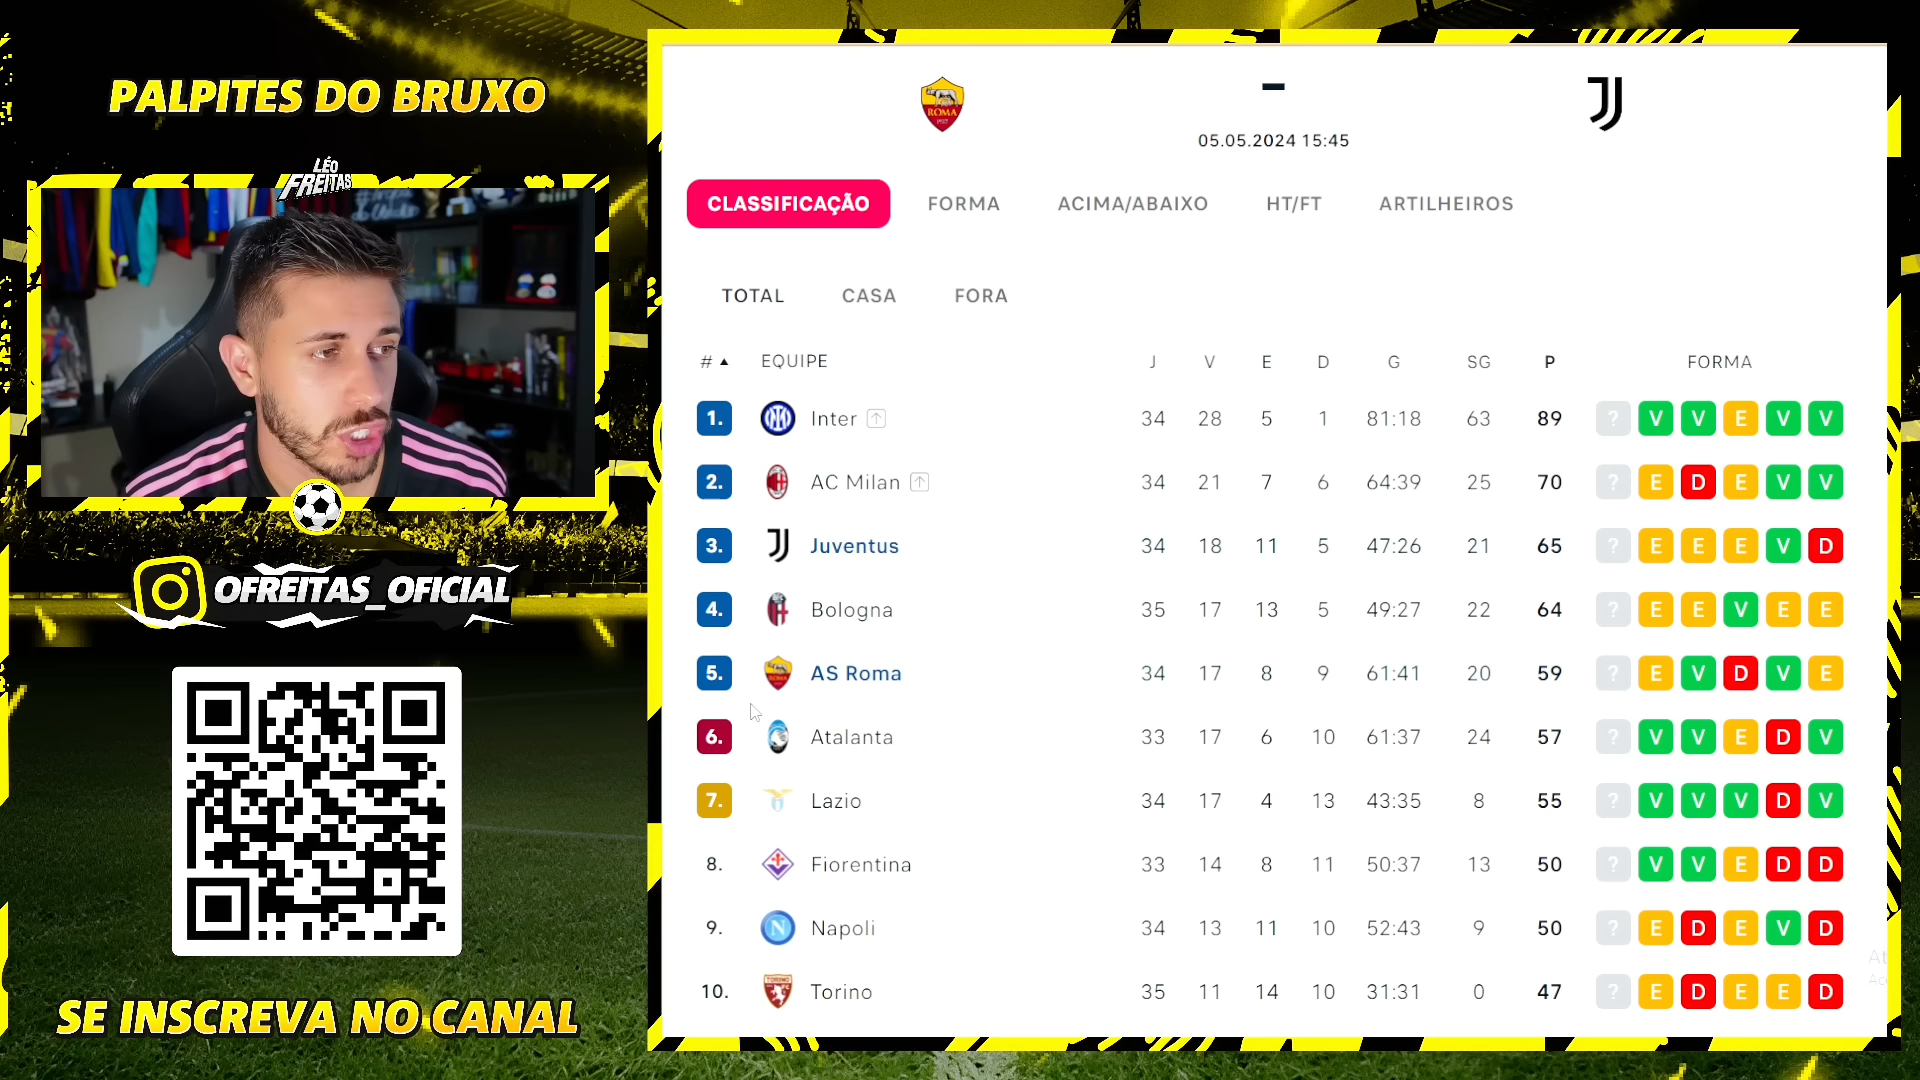 PALPITES DO BRUXO
LÉO
FREITAS
OFREITAS_OFICIAL
SE INSCREVA NO CANAL
ROMA
–
05.05.2024 15:45
CLASSIFICAÇÃO FORMA ACIMA/ABAIXO HT/FT ARTILHEIROS
TOTAL CASA FORA
# EQUIPE J V E D G SG P FORMA
1. Inter 34 28 5 1 81:18 63 89 ? V V E V V
2. AC Milan 34 21 7 6 64:39 25 70 ? E D E V V
3. Juventus 34 18 11 5 47:26 21 65 ? E E E V D
4. Bologna 35 17 13 5 49:27 22 64 ? E E V E E
5. AS Roma 34 17 8 9 61:41 20 59 ? E V D V E
6. Atalanta 33 17 6 10 61:37 24 57 ? V V E D V
7. Lazio 34 17 4 13 43:35 8 55 ? V V V D V
8. Fiorentina 33 14 8 11 50:37 13 50 ? V V E D D
9. Napoli 34 13 11 10 52:43 9 50 ? E D E V D
10. Torino 35 11 14 10 31:31 0 47 ? E D E E D